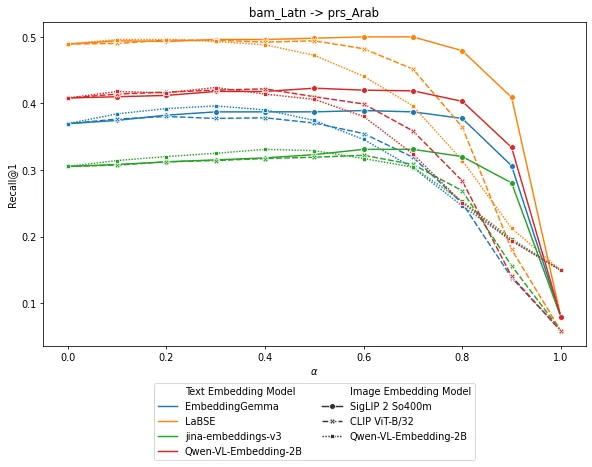 bam_Latn -> prs_Arab
Recall@1
0.5
0.4
0.3
0.2
0.1
0.0 0.2 0.4 0.6 0.8 1.0
α
Text Embedding Model Image Embedding Model
EmbeddingGemma SigLIP 2 So400m
LaBSE CLIP ViT-B/32
jina-embeddings-v3 Qwen-VL-Embedding-2B
Qwen-VL-Embedding-2B